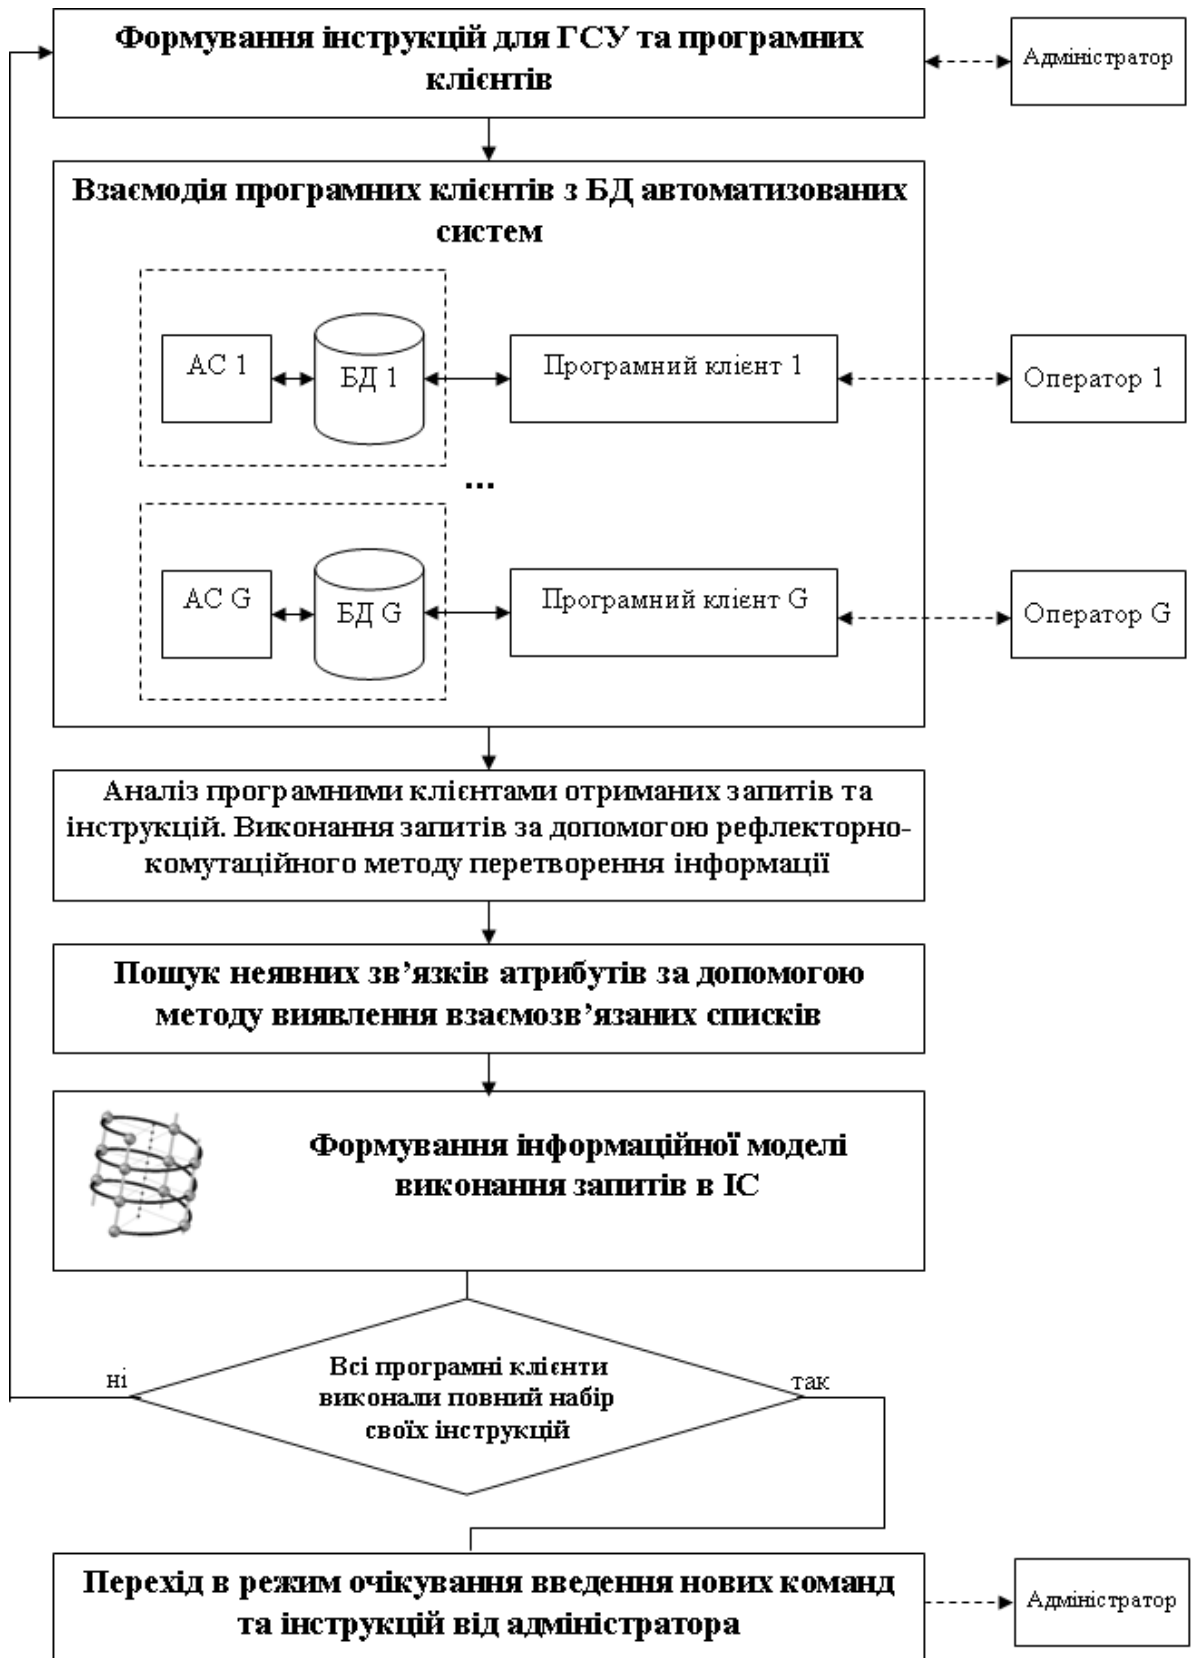 Формування інструкцій для ГСУ та програмних
клієнтів
Адміністратор
Взаємодія програмних клієнтів з БД автоматизованих
систем
АС 1
БД 1
Програмний клієнт 1
Оператор 1
...
АС G
БД G
Програмний клієнт G
Оператор G
Аналіз програмними клієнтами отриманих запитів та
інструкцій. Виконання запитів за допомогою рефлекторно-
комутаційного методу перетворення інформації
Пошук неявних зв’язків атрибутів за допомогою
методу виявлення взаємозв’язаних списків
Формування інформаційної моделі
виконання запитів в ІС
Всі програмні клієнти
виконали повний набір
своїх інструкцій
ні
так
Перехід в режим очікування введення нових команд
та інструкцій від адміністратора
Адміністратор